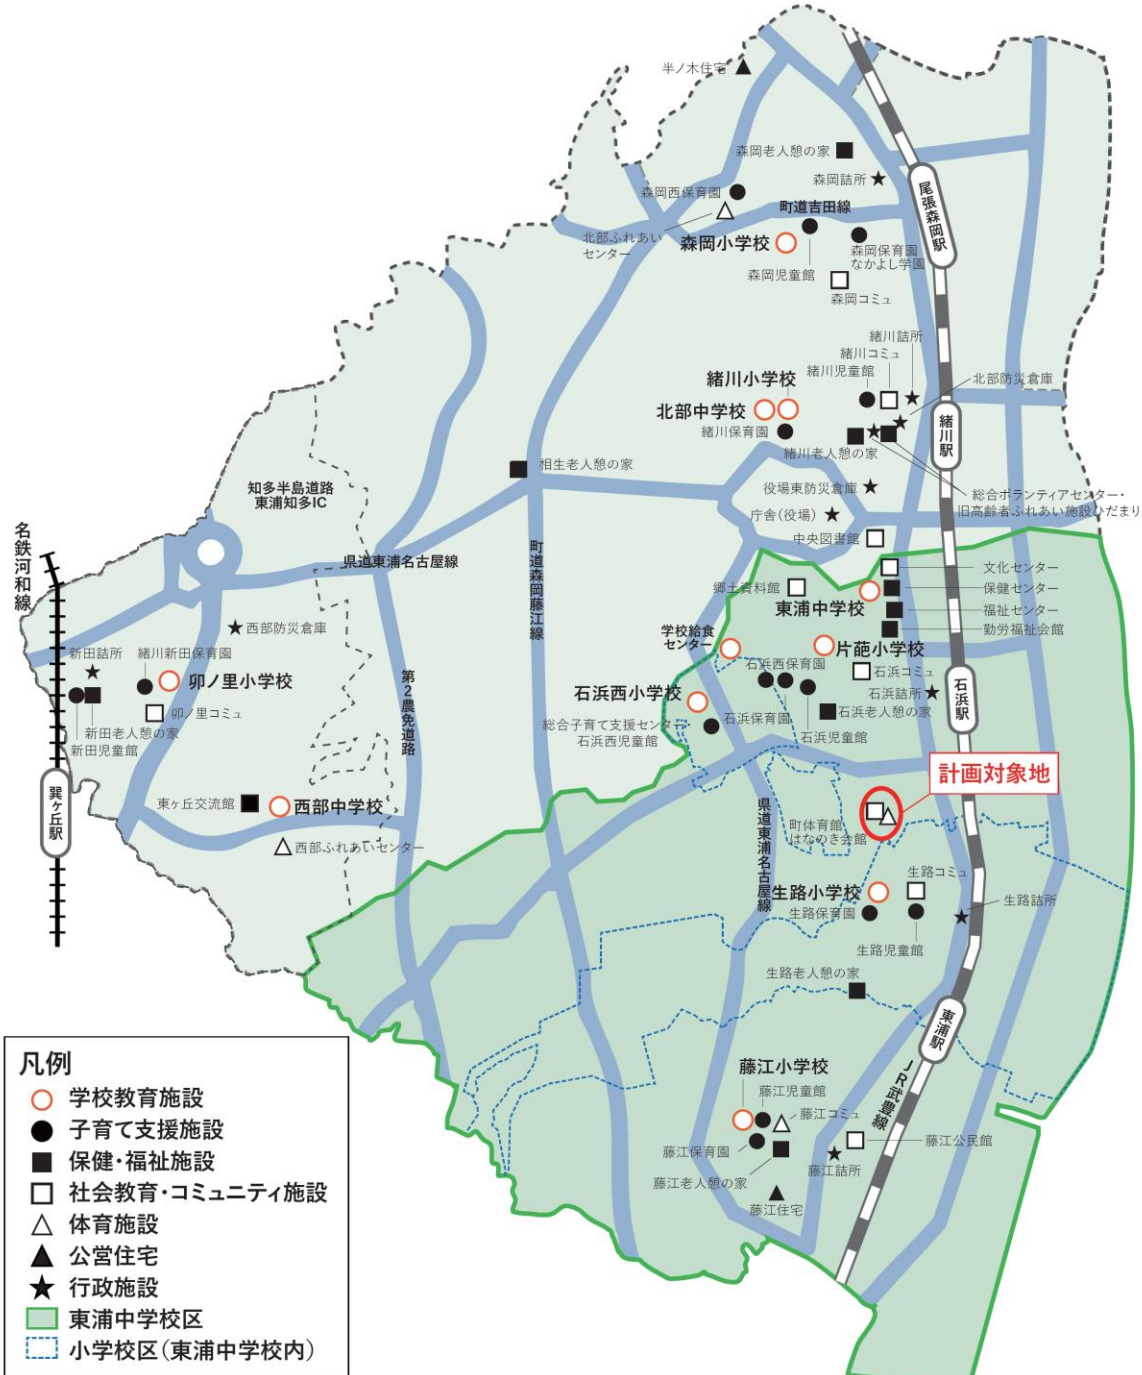 半ノ木住宅
森岡老人憩の家
森岡詰所
森岡西保育園
町道吉田線
北部ふれあい
センター
森岡小学校
森岡児童館
森岡保育園
なかよし学園
森岡コミュ
尾張森岡駅
緒川詰所
緒川コミュ
緒川児童館
北部防災倉庫
緒川小学校
北部中学校
緒川保育園
緒川老人憩の家
緒川駅
相生老人憩の家
役場東防災倉庫
総合ボランティアセンター・
旧高齢者ふれあい施設ひだまり
庁舎(役場)
中央図書館
知多半島道路
東浦知多IC
名鉄河和線
県道東浦名古屋線
町道森岡藤江線
文化センター
保健センター
福祉センター
勤労福祉会館
郷土資料館
東浦中学校
学校給食
センター
片葩小学校
西部防災倉庫
新田詰所
緒川新田保育園
卯ノ里小学校
卯ノ里コミュ
新田老人憩の家
新田児童館
第2農免道路
石浜西保育園
石浜コミュ
石浜西小学校
石浜詰所
石浜駅
石浜保育園
石浜老人憩の家
石浜児童館
総合子育て支援センター・
石浜西児童館
計画対象地
巽ヶ丘駅
東ヶ丘交流館
西部中学校
西部ふれあいセンター
県道東浦名古屋線
町体育館
はなのき会館
生路コミュ
生路小学校
生路保育園
生路詰所
生路児童館
生路老人憩の家
東浦駅
JR武豊線
藤江小学校
藤江児童館
藤江コミュ
藤江公民館
藤江保育園
藤江詰所
藤江老人憩の家
藤江住宅
凡例
学校教育施設
子育て支援施設
保健・福祉施設
社会教育・コミュニティ施設
体育施設
公営住宅
行政施設
東浦中学校区
小学校区(東浦中学校内)